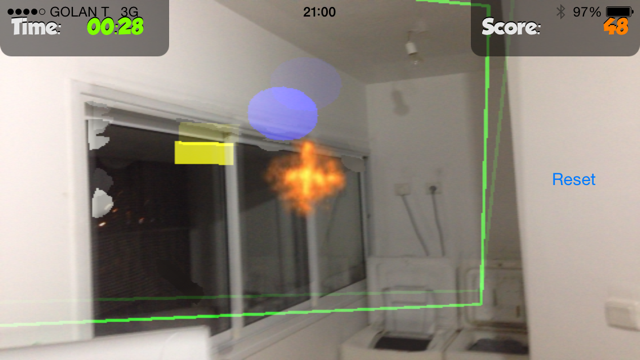 GOLAN T 3G 21:00 97%
Time: 00:28 Score: 48
Reset